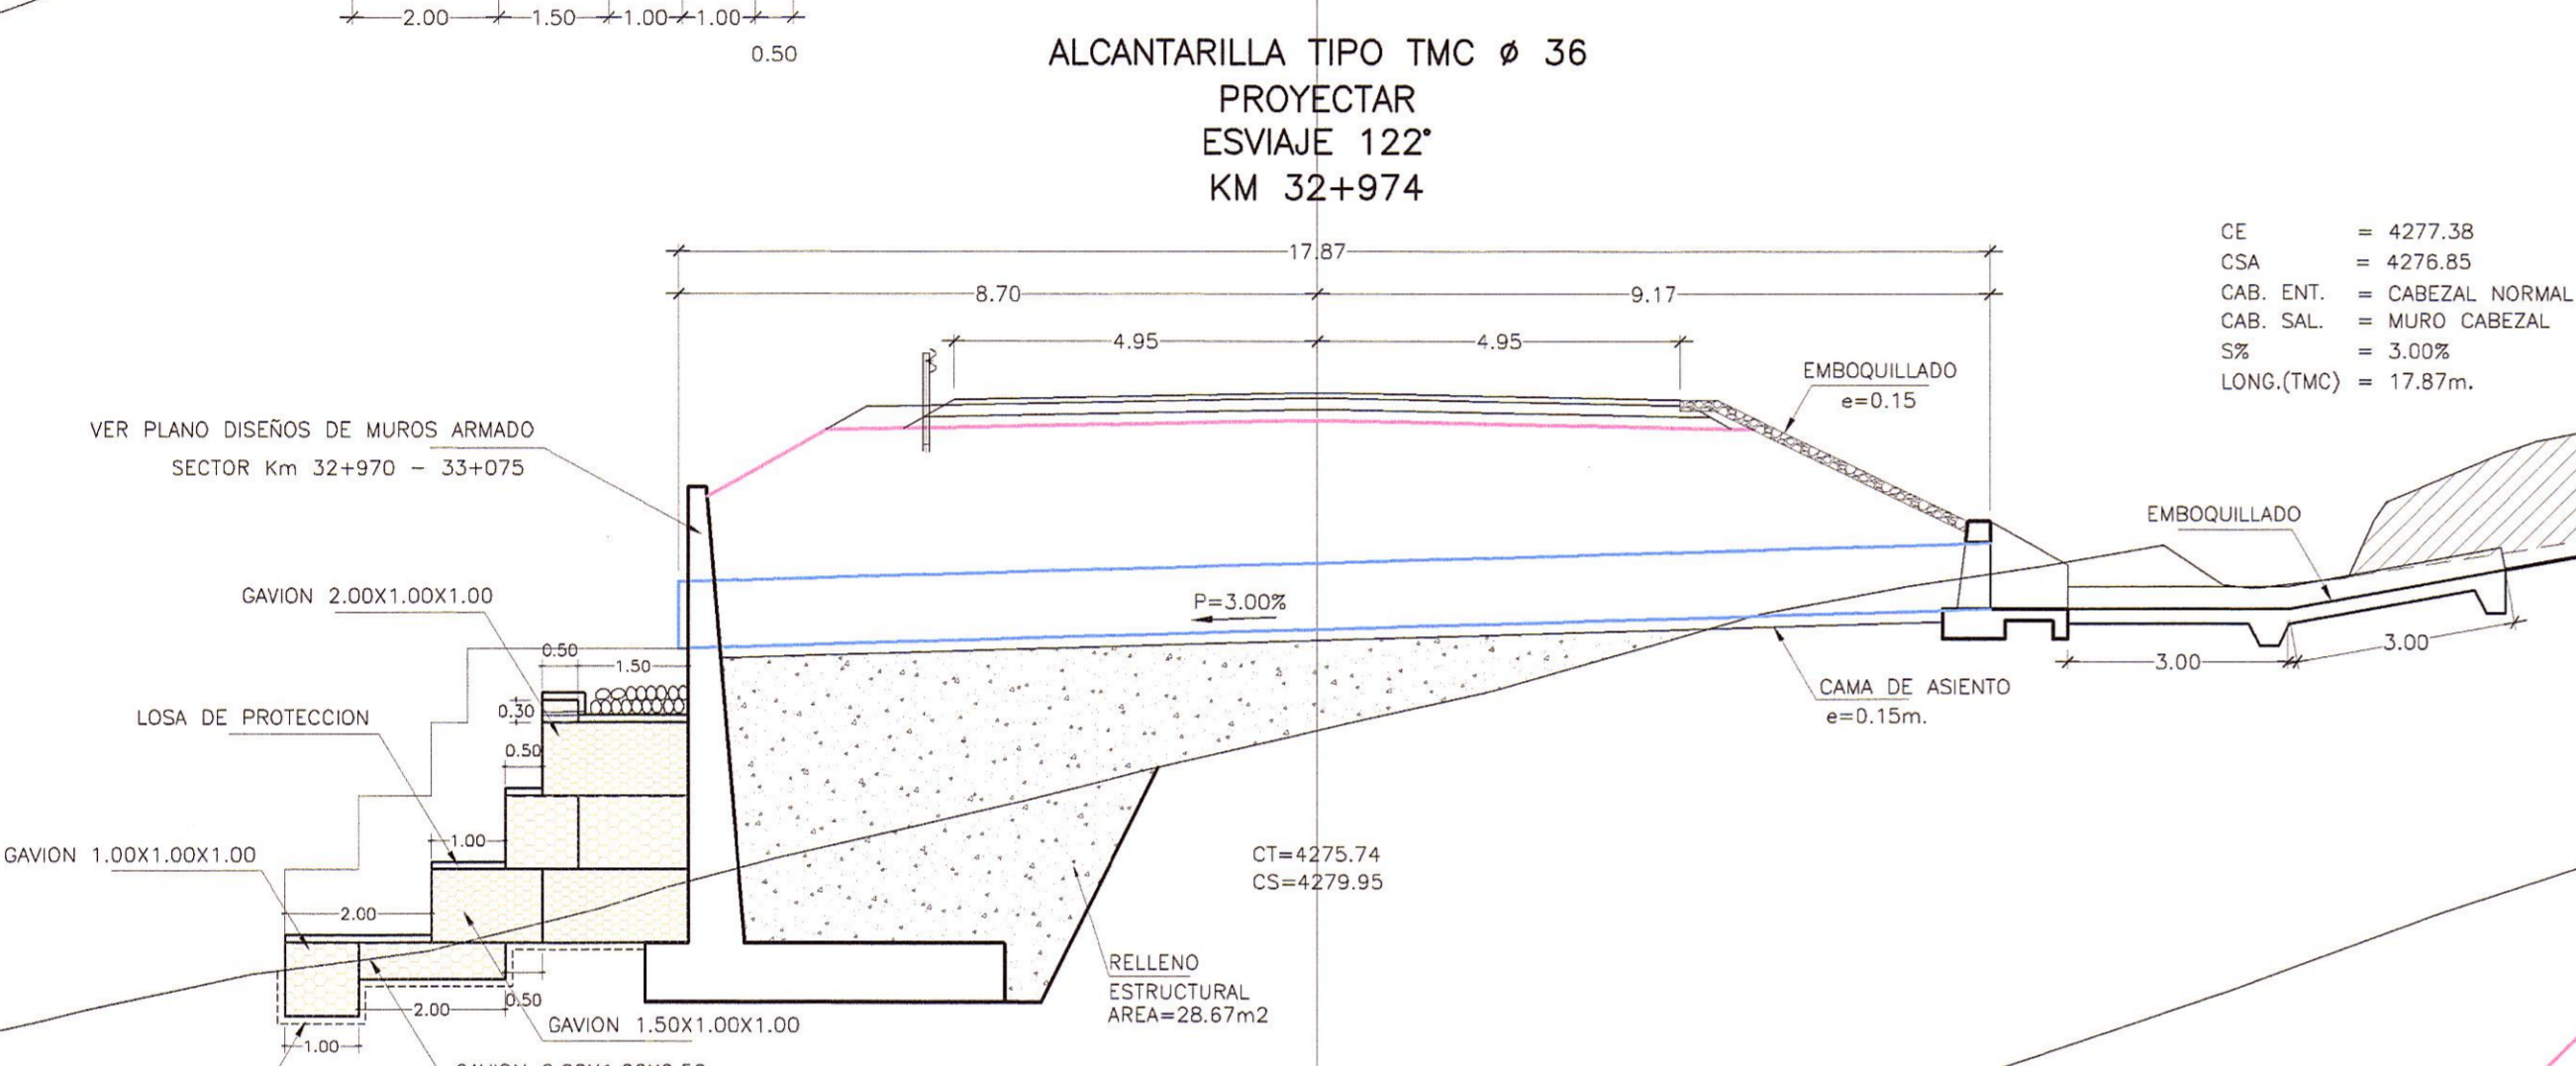 2.00 1.50 1.00 1.00
0.50
ALCANTARILLA TIPO TMC ø 36
PROYECTAR
ESVIAJE 122°
KM 32+974
CE = 4277.38
CSA = 4276.85
CAB. ENT. = CABEZAL NORMAL
CAB. SAL. = MURO CABEZAL
S% = 3.00%
LONG.(TMC) = 17.87m.
17.87
8.70 9.17
4.95 4.95
EMBOQUILLADO
e=0.15
VER PLANO DISEÑOS DE MUROS ARMADO
SECTOR Km 32+970 - 33+075
EMBOQUILLADO
GAVION 2.00X1.00X1.00
P=3.00%
0.50 1.50
3.00 3.00
CAMA DE ASIENTO
e=0.15m.
LOSA DE PROTECCION
0.30
0.50
1.00
GAVION 1.00X1.00X1.00
CT=4275.74
CS=4279.95
2.00
RELLENO
ESTRUCTURAL
AREA=28.67m2
2.00 0.50
GAVION 1.50X1.00X1.00
1.00